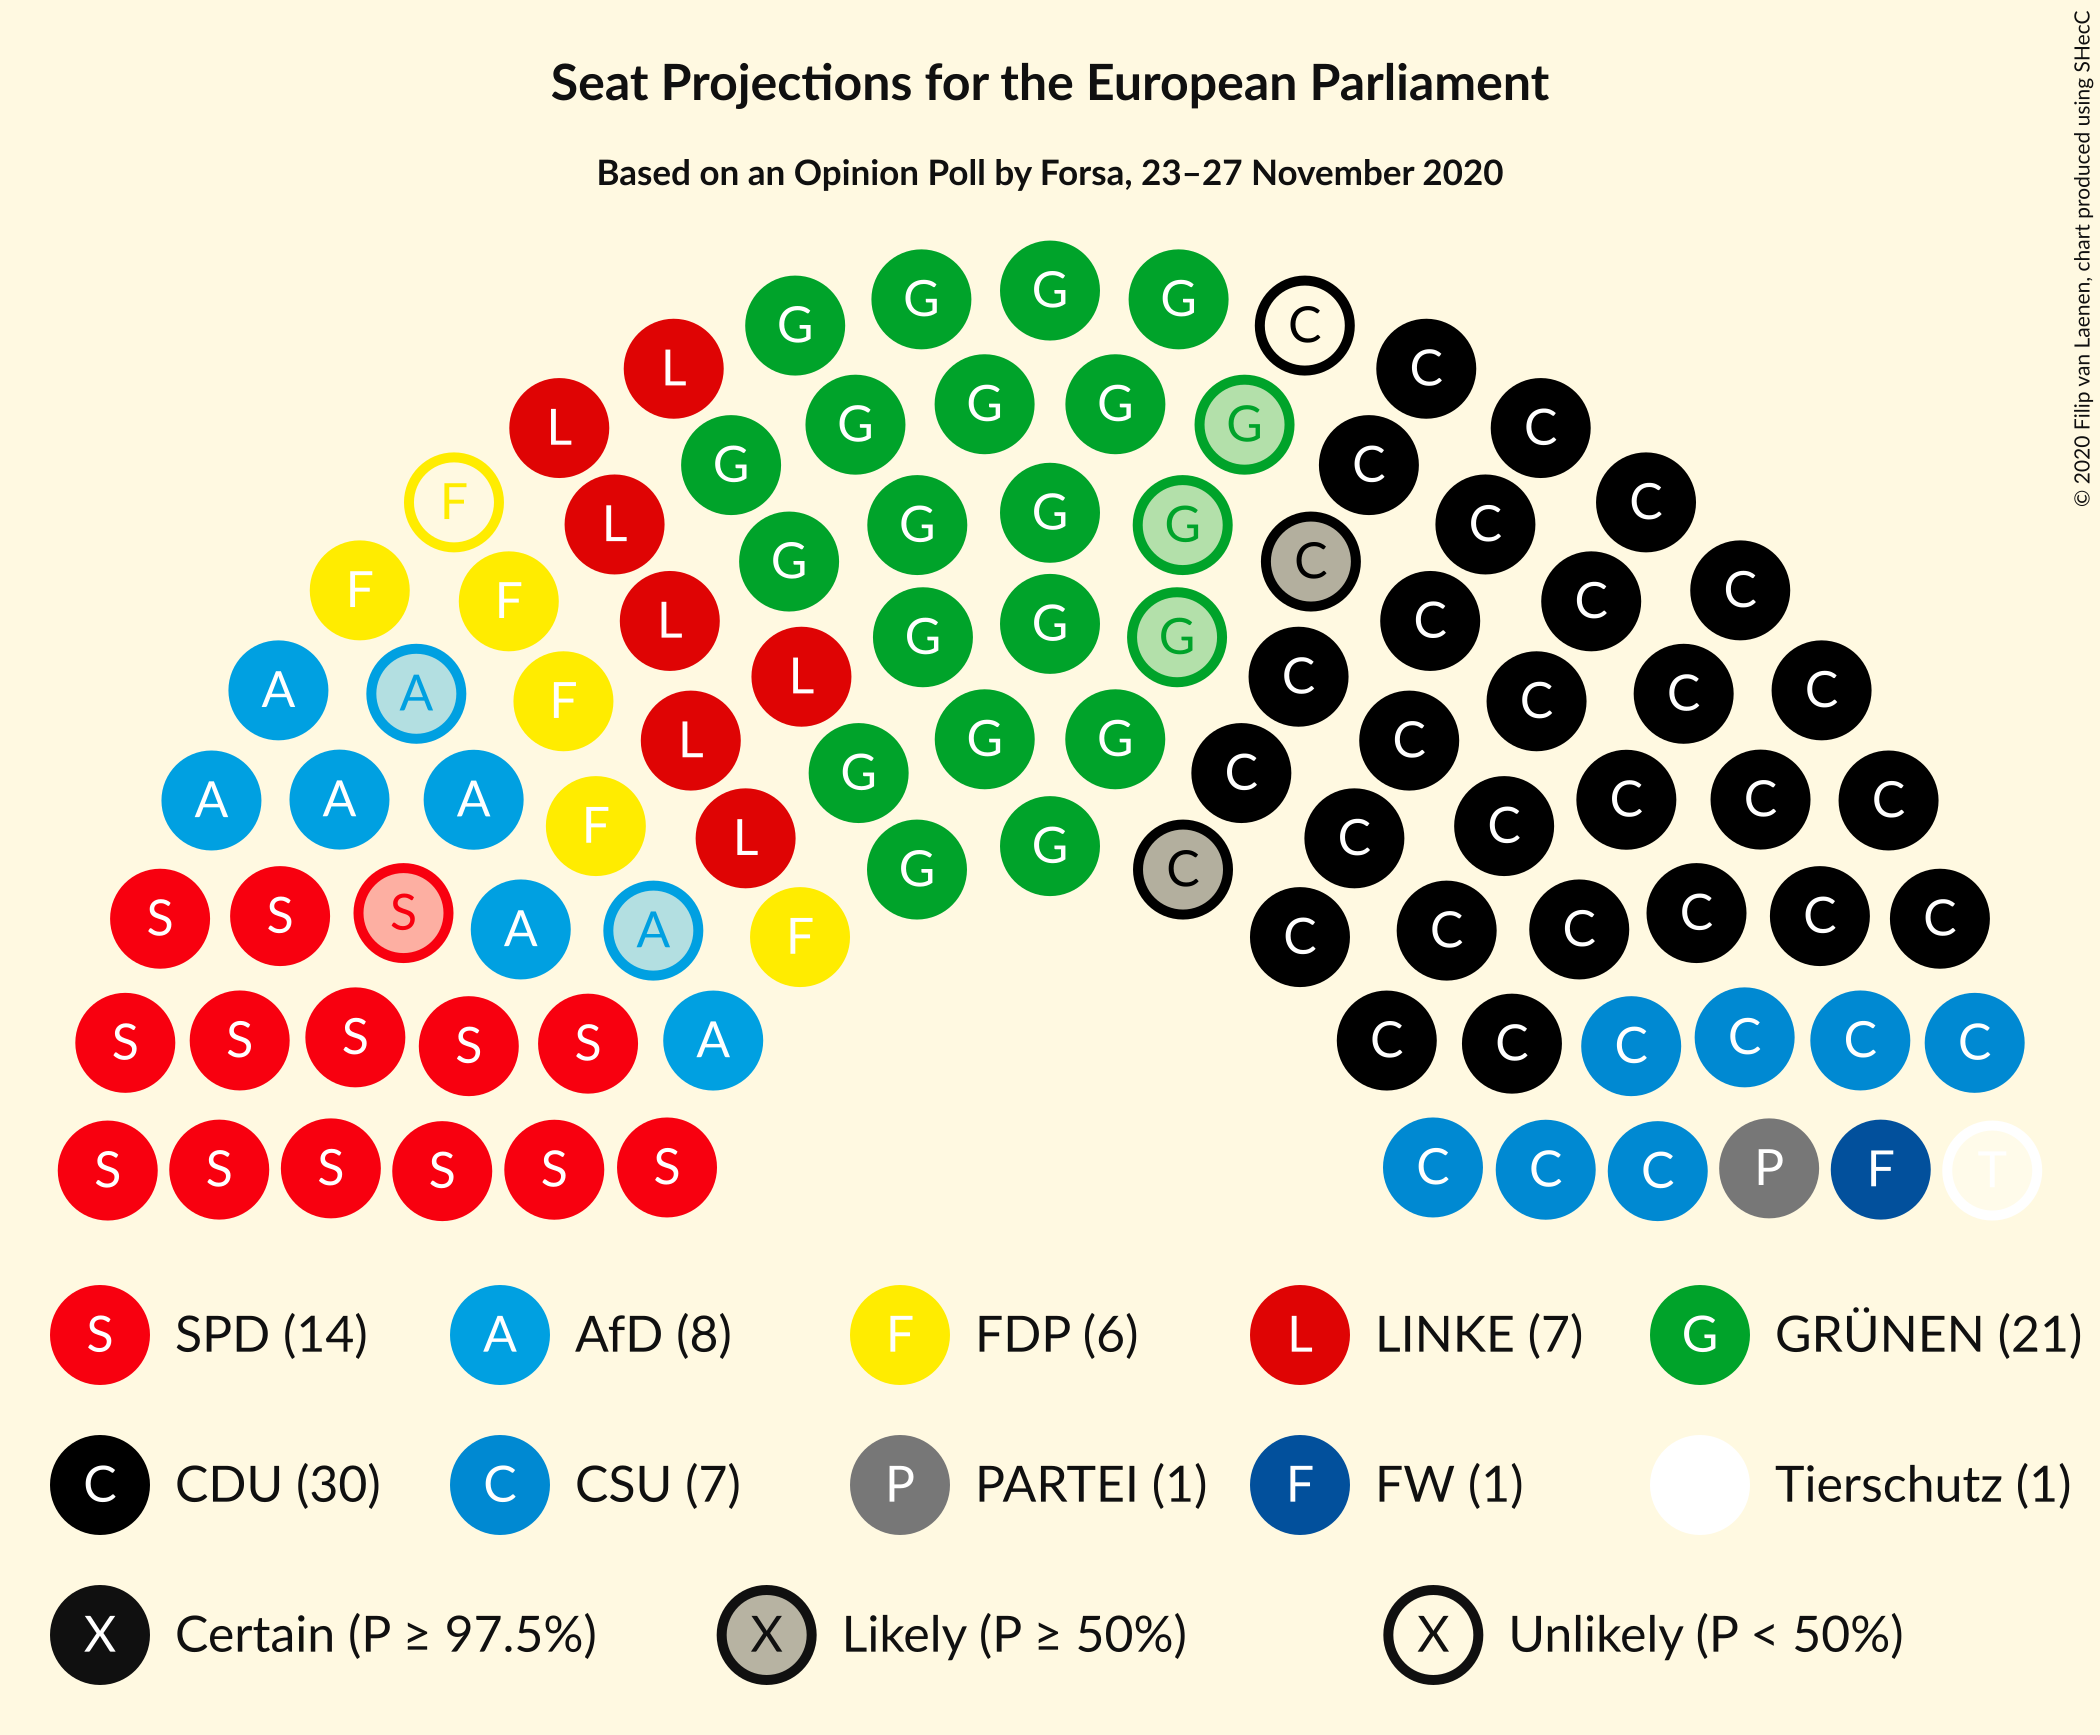 Seat Projections for the European Parliament
Based on an Opinion Poll by Forsa, 23–27 November 2020
© 2020 Filip van Laenen, chart produced using SHecC
G G G G C
L C
L G G G G C
G C
F L G G G C C
G C
F F L G G G C C C
A A F L C C C C
L G G C
A A A F G C C C C C
L G G C C
S S S A A F C C C C C C
S S S S S A C C C C C C
S S S S S S C C C P F T
S SPD (14) A AfD (8) F FDP (6) L LINKE (7) G GRÜNEN (21)
C CDU (30) C CSU (7) P PARTEI (1) F FW (1) Tierschutz (1)
X Certain (P ≥ 97.5%) X Likely (P ≥ 50%) X Unlikely (P < 50%)